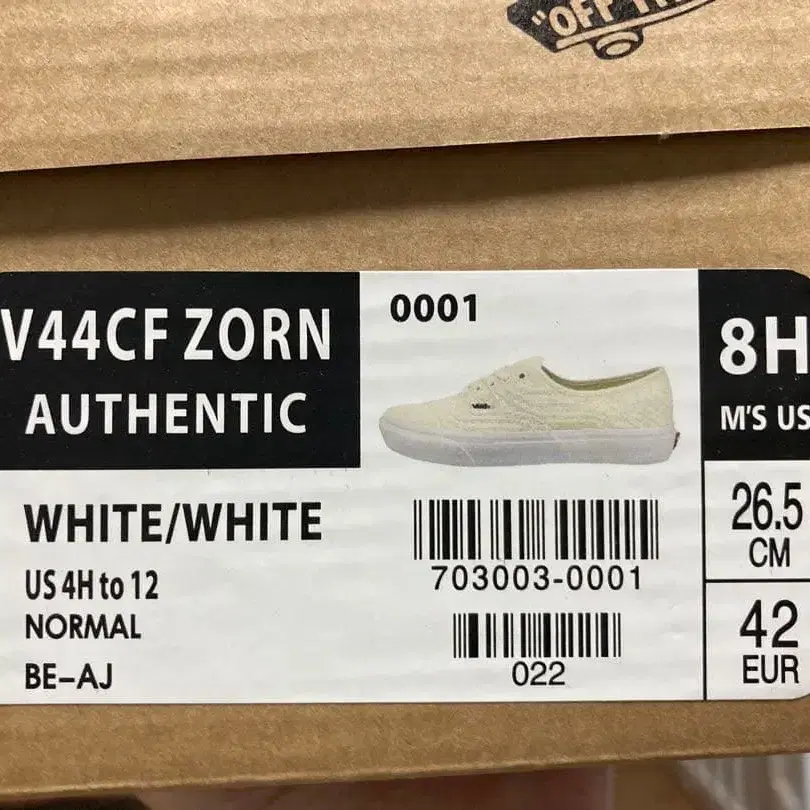 "OFF
V44CF ZORN
AUTHENTIC
0001
8H
M'S US
WHITE/WHITE
US 4H to 12
NORMAL
BE-AJ
703003-0001
022
26.5
CM
42
EUR